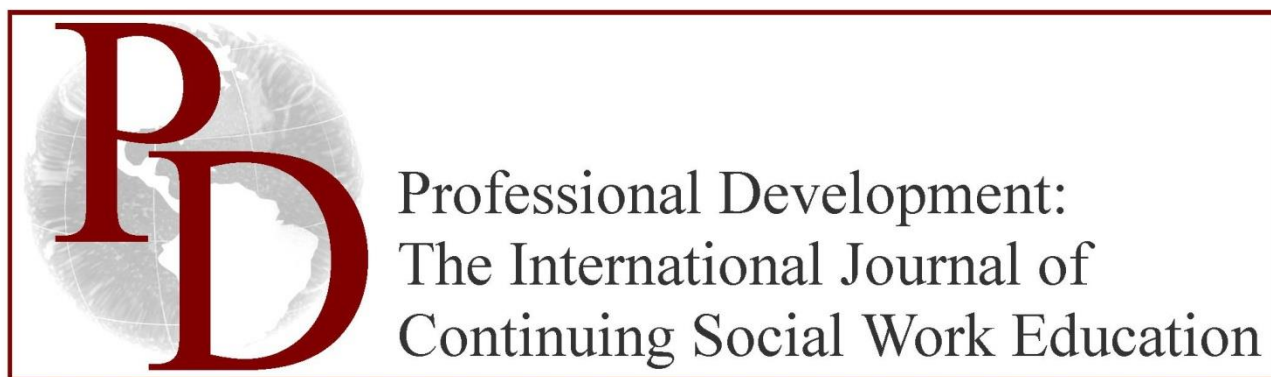 PD
Professional Development:
The International Journal of
Continuing Social Work Education